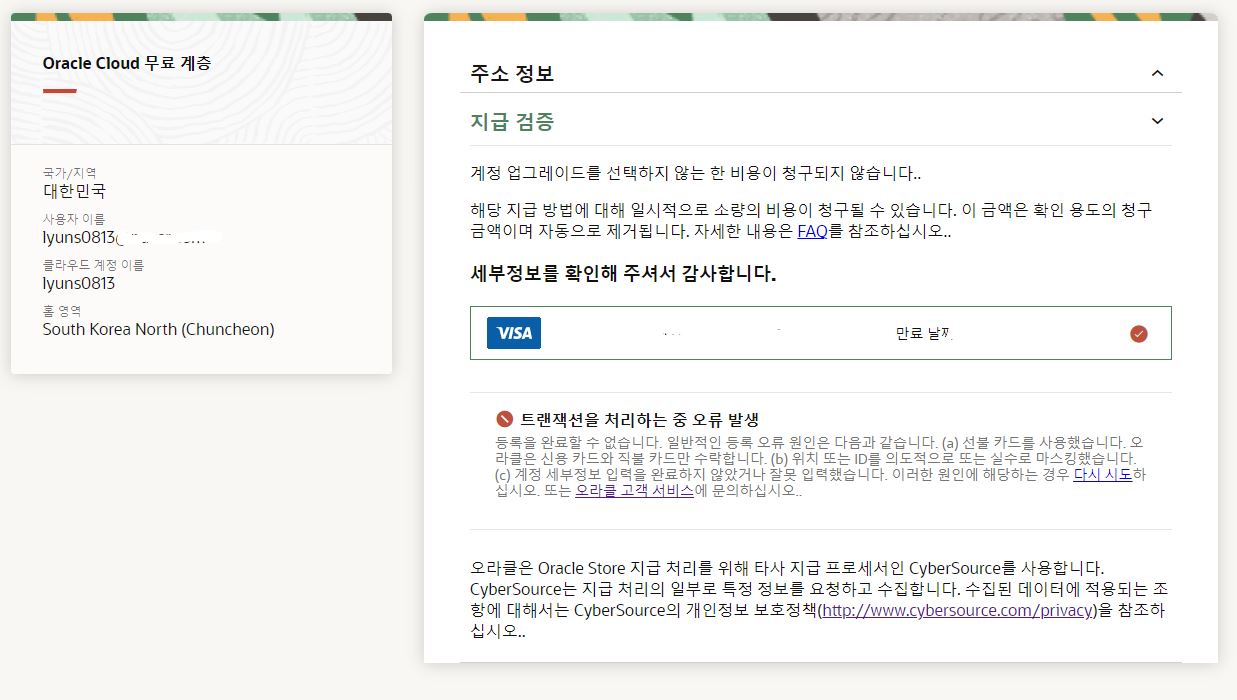 Oracle Cloud 무료 계층
국가/지역
대한민국
사용자 이름
lyuns0813
클라우드 계정 이름
lyuns0813
홈 영역
South Korea North (Chuncheon)
주소 정보
지급 검증
계정 업그레이드를 선택하지 않는 한 비용이 청구되지 않습니다..
해당 지급 방법에 대해 일시적으로 소량의 비용이 청구될 수 있습니다. 이 금액은 확인 용도의 청구
금액이며 자동으로 제거됩니다. 자세한 내용은 FAQ를 참조하십시오..
세부정보를 확인해 주셔서 감사합니다.
VISA 만료 날짜
트랜잭션을 처리하는 중 오류 발생
등록을 완료할 수 없습니다. 일반적인 등록 오류 원인은 다음과 같습니다. (a) 선불 카드를 사용했습니다. 오
라클은 신용 카드와 직불 카드만 수락합니다. (b) 위치 또는 ID를 의도적으로 또는 실수로 마스킹했습니다.
(c) 계정 세부정보 입력을 완료하지 않았거나 잘못 입력했습니다. 이러한 원인에 해당하는 경우 다시 시도하
십시오. 또는 오라클 고객 서비스에 문의하십시오..
오라클은 Oracle Store 지급 처리를 위해 타사 지급 프로세서인 CyberSource를 사용합니다.
CyberSource는 지급 처리의 일부로 특정 정보를 요청하고 수집합니다. 수집된 데이터에 적용되는 조
항에 대해서는 CyberSource의 개인정보 보호정책(http://www.cybersource.com/privacy)을 참조하
십시오..